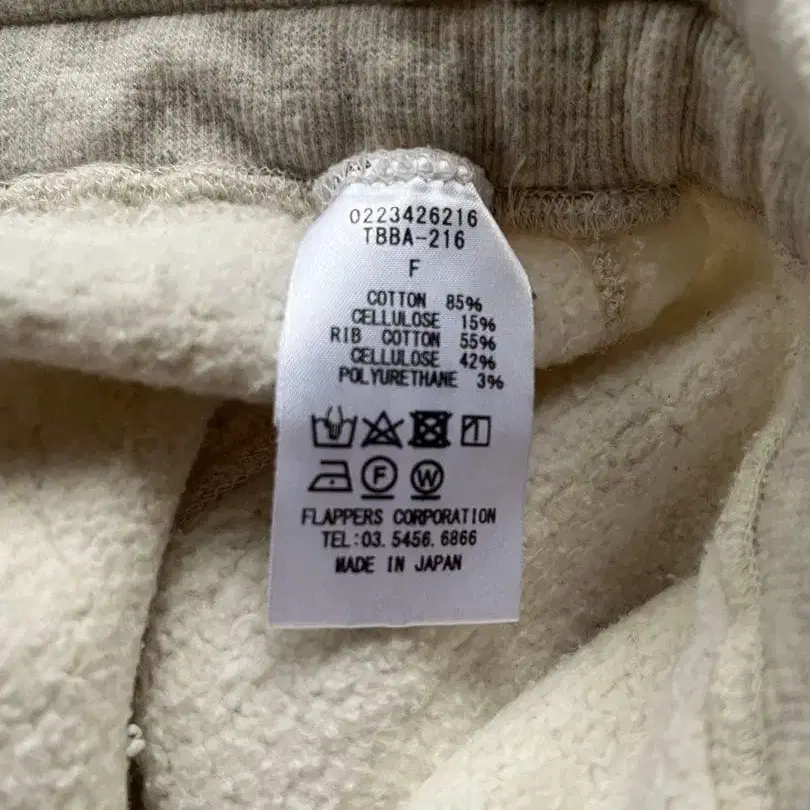 0223426216
TBBA-216
F
COTTON 85%
CELLULOSE 15%
RIB COTTON 55%
CELLULOSE 42%
POLYURETHANE 3%
F W
FLAPPERS CORPORATION
TEL:03.5456.6866
MADE IN JAPAN